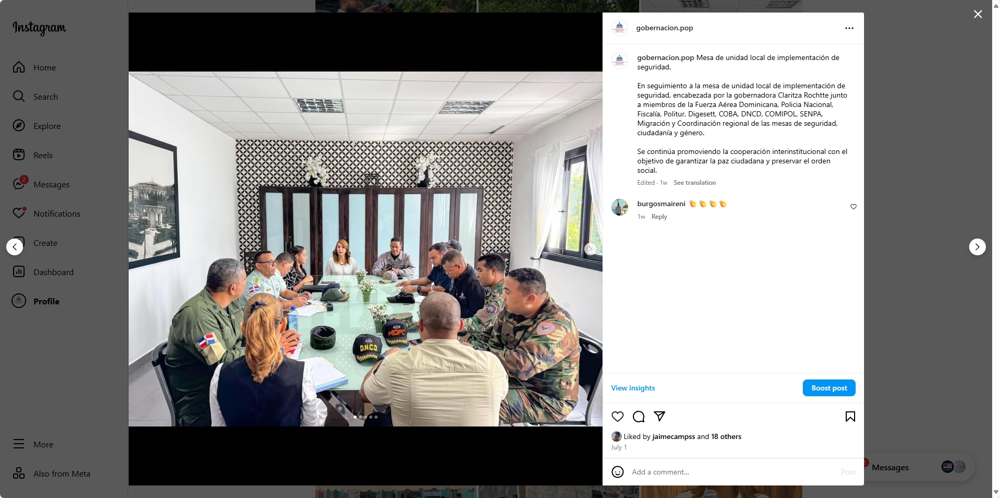 Instagram
Home
Search
Explore
Reels
2
Messages
Notifications
Create
Dashboard
Profile
More
Also from Meta
D.N.C.D.
MOPC
gobernacion.pop
gobernacion.pop Mesa de unidad local de implementación de
seguridad.
En seguimiento a la mesa de unidad local de implementación de
seguridad, encabezada por la gobernadora Claritza Rochtte junto
a miembros de la Fuerza Aérea Dominicana, Policia Nacional,
Fiscalía, Politur, Digesett, COBA, DNCD, COMIPOL, SENPA,
Migración y Coordinación regional de las mesas de seguridad,
ciudadanía y género.
Se continúa promoviendo la cooperación interinstitucional con el
objetivo de garantizar la paz ciudadana y preservar el orden
social.
Edited · 1w See translation
burgosmaireni 👏 👏 👏 👏
1w Reply
View insights
Boost post
Liked by jaimecampss and 18 others
July 1
Add a comment...
Post
2
Messages